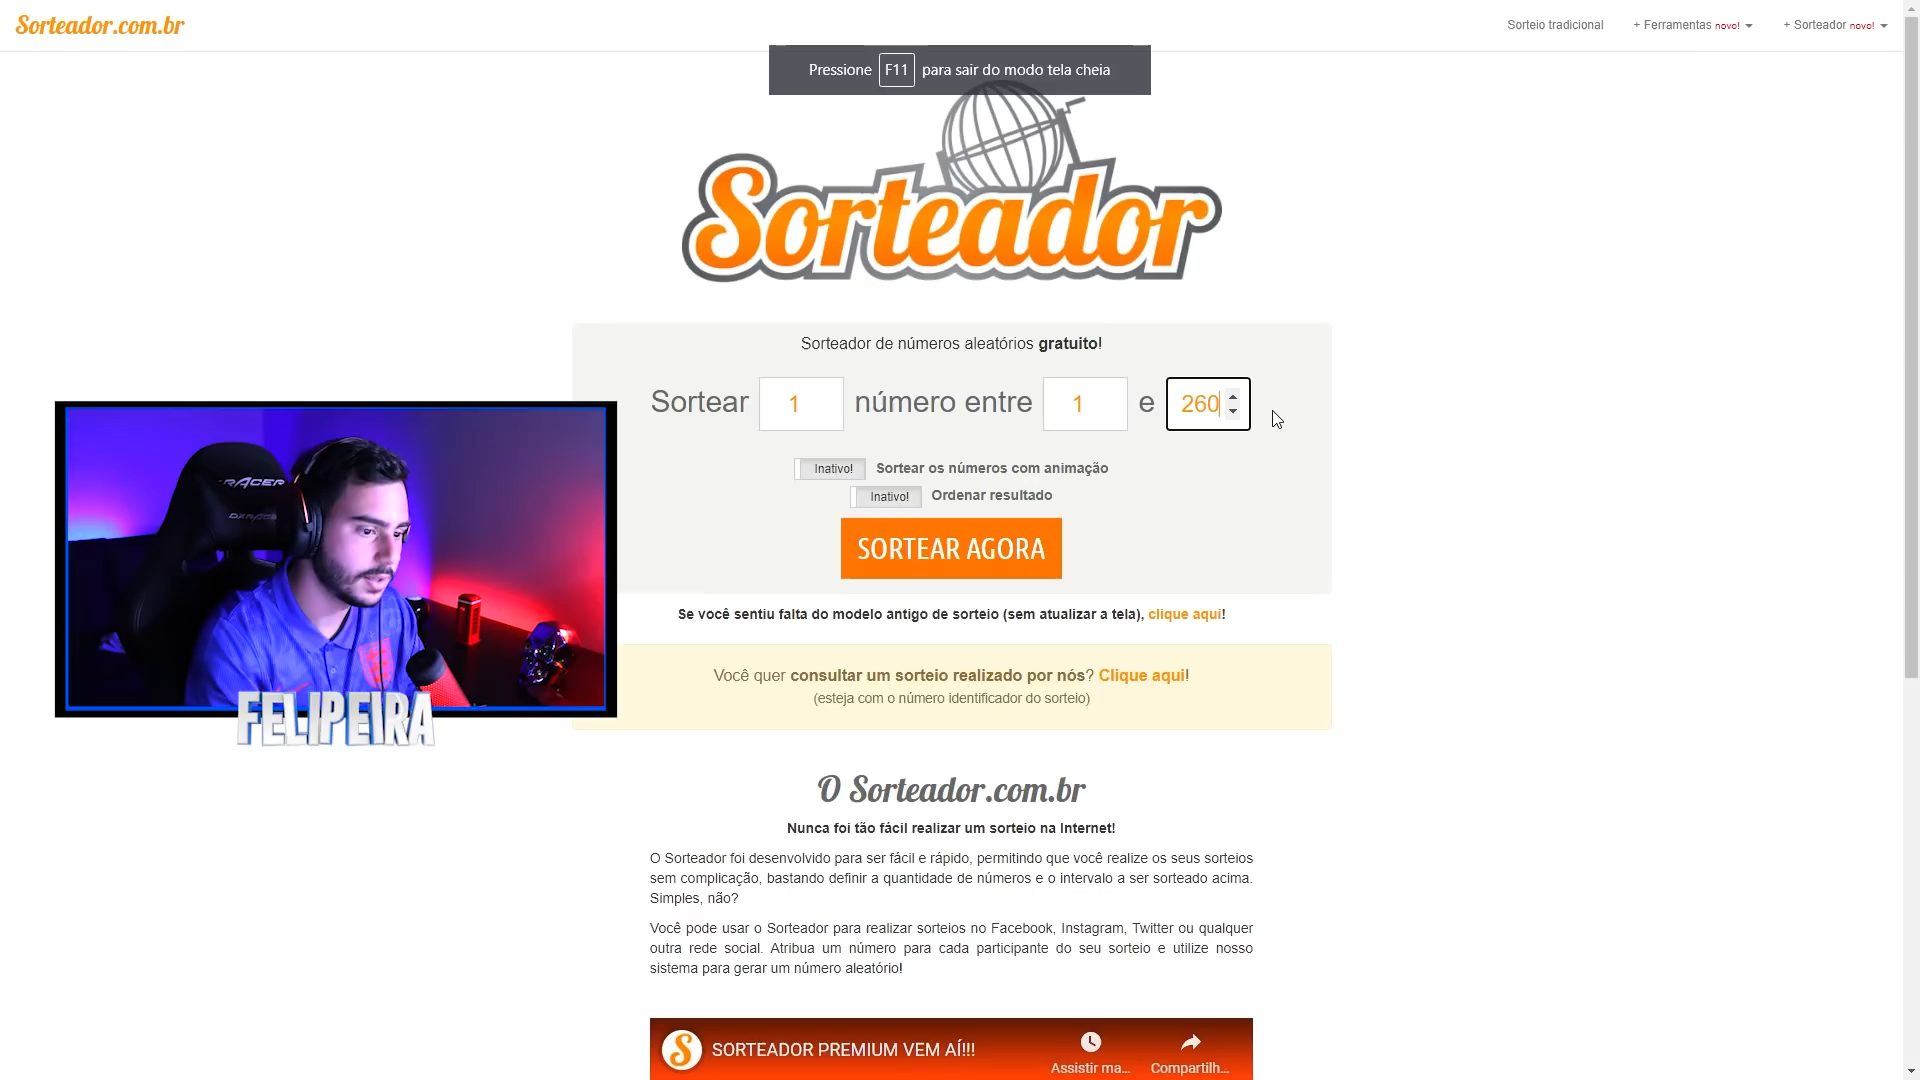 Sorteador.com.br
Sorteio tradicional
+ Ferramentas novo!
+ Sorteador novo!
Pressione F11 para sair do modo tela cheia
Sorteador
Sorteador de números aleatórios gratuito!
Sortear 1 número entre 1 e 260
Inativo! Sortear os números com animação
Inativo! Ordenar resultado
SORTEAR AGORA
Se você sentiu falta do modelo antigo de sorteio (sem atualizar a tela), clique aqui!
Você quer consultar um sorteio realizado por nós? Clique aqui!
(esteja com o número identificador do sorteio)
FELIPEIRA
O Sorteador.com.br
Nunca foi tão fácil realizar um sorteio na Internet!
O Sorteador foi desenvolvido para ser fácil e rápido, permitindo que você realize os seus sorteios
sem complicação, bastando definir a quantidade de números e o intervalo a ser sorteado acima.
Simples, não?
Você pode usar o Sorteador para realizar sorteios no Facebook, Instagram, Twitter ou qualquer
outra rede social. Atribua um número para cada participante do seu sorteio e utilize nosso
sistema para gerar um número aleatório!
S SORTEADOR PREMIUM VEM AÍ!!!
Assistir ma...
Compartilh...